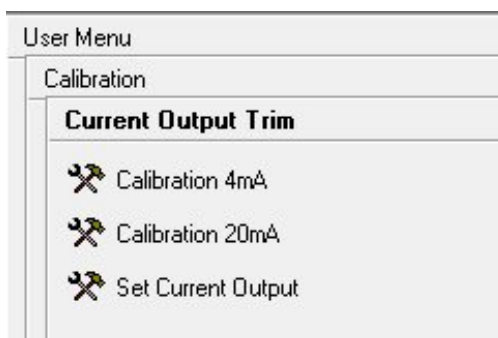 User Menu
Calibration
Current Output Trim
Calibration 4mA
Calibration 20mA
Set Current Output